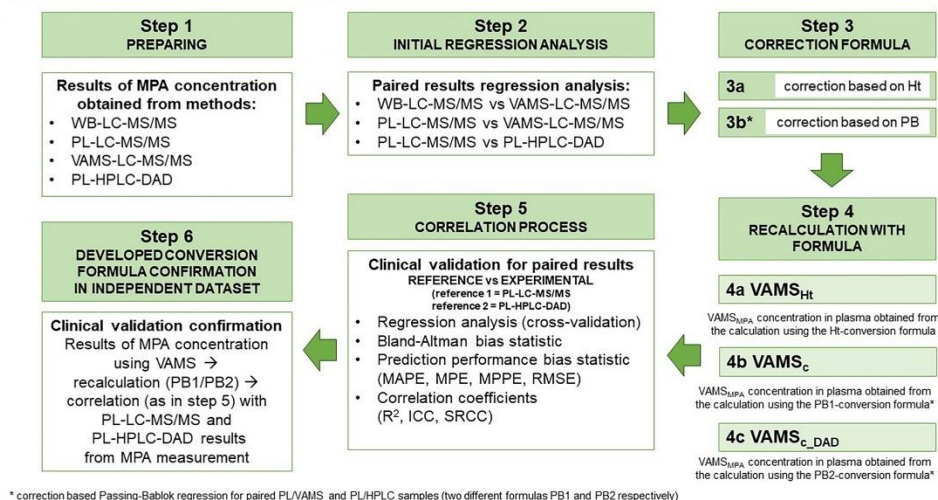 Step 1
PREPARING
Results of MPA concentration
obtained from methods:
• WB-LC-MS/MS
• PL-LC-MS/MS
• VAMS-LC-MS/MS
• PL-HPLC-DAD
Step 2
INITIAL REGRESSION ANALYSIS
Paired results regression analysis:
• WB-LC-MS/MS vs VAMS-LC-MS/MS
• PL-LC-MS/MS vs VAMS-LC-MS/MS
• PL-LC-MS/MS vs PL-HPLC-DAD
Step 3
CORRECTION FORMULA
3a correction based on Ht
3b* correction based on PB
Step 4
RECALCULATION WITH
FORMULA
4a VAMSHt
VAMSMPA concentration in plasma obtained from
the calculation using the Ht-conversion formula
4b VAMSc
VAMSMPA concentration in plasma obtained from
the calculation using the PB1-conversion formula*
4c VAMSc_DAD
VAMSMPA concentration in plasma obtained from
the calculation using the PB2-conversion formula*
Step 5
CORRELATION PROCESS
Clinical validation for paired results
REFERENCE vs EXPERIMENTAL
(reference 1 = PL-LC-MS/MS
reference 2 = PL-HPLC-DAD)
• Regression analysis (cross-validation)
• Bland-Altman bias statistic
• Prediction performance bias statistic
(MAPE, MPE, MPPE, RMSE)
• Correlation coefficients
(R², ICC, SRCC)
Step 6
DEVELOPED CONVERSION
FORMULA CONFIRMATION
IN INDEPENDENT DATASET
Clinical validation confirmation
Results of MPA concentration
using VAMS →
recalculation (PB1/PB2) →
correlation (as in step 5) with
PL-LC-MS/MS and
PL-HPLC-DAD results
from MPA measurement
* correction based Passing-Bablok regression for paired PL/VAMS and PL/HPLC samples (two different formulas PB1 and PB2 respectively)